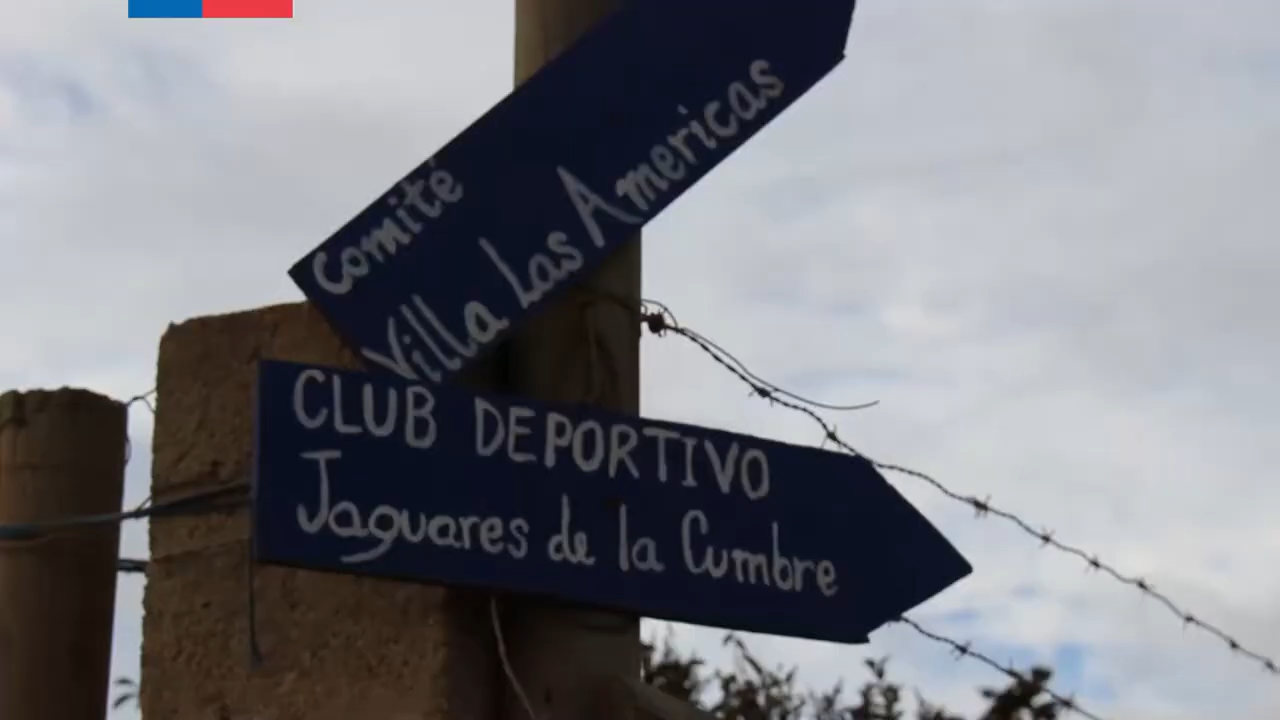 Comité
Villa Las Americas
CLUB DEPORTIVO
Jaguares de la Cumbre